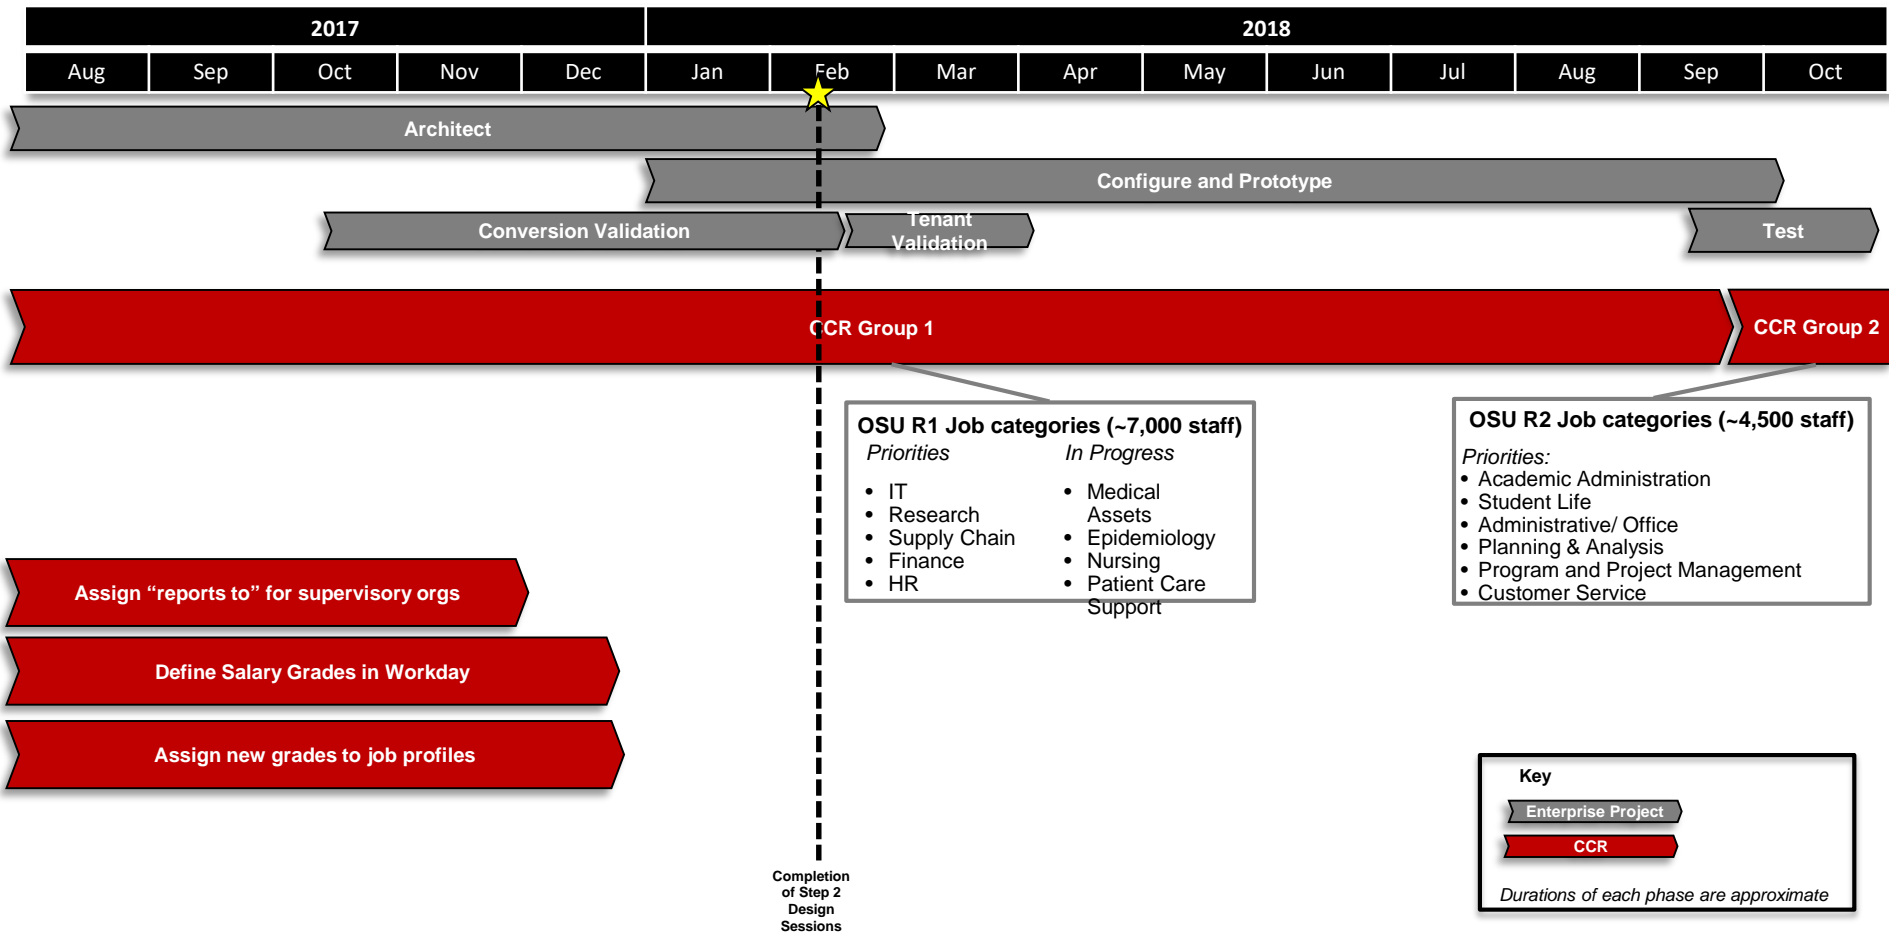 2017
2018
Aug
Sep
Oct
Nov
Dec
Jan
Feb
Mar
Apr
May
Jun
Jul
Aug
Sep
Oct
Architect
Configure and Prototype
Conversion Validation
Tenant
Validation
Test
CCR Group 1
CCR Group 2
OSU R1 Job categories (~7,000 staff)
Priorities
• IT
• Research
• Supply Chain
• Finance
• HR
In Progress
• Medical
Assets
• Epidemiology
• Nursing
• Patient Care
Support
OSU R2 Job categories (~4,500 staff)
Priorities:
• Academic Administration
• Student Life
• Administrative/ Office
• Planning & Analysis
• Program and Project Management
• Customer Service
Assign “reports to” for supervisory orgs
Define Salary Grades in Workday
Assign new grades to job profiles
Completion
of Step 2
Design
Sessions
Key
Enterprise Project
CCR
Durations of each phase are approximate